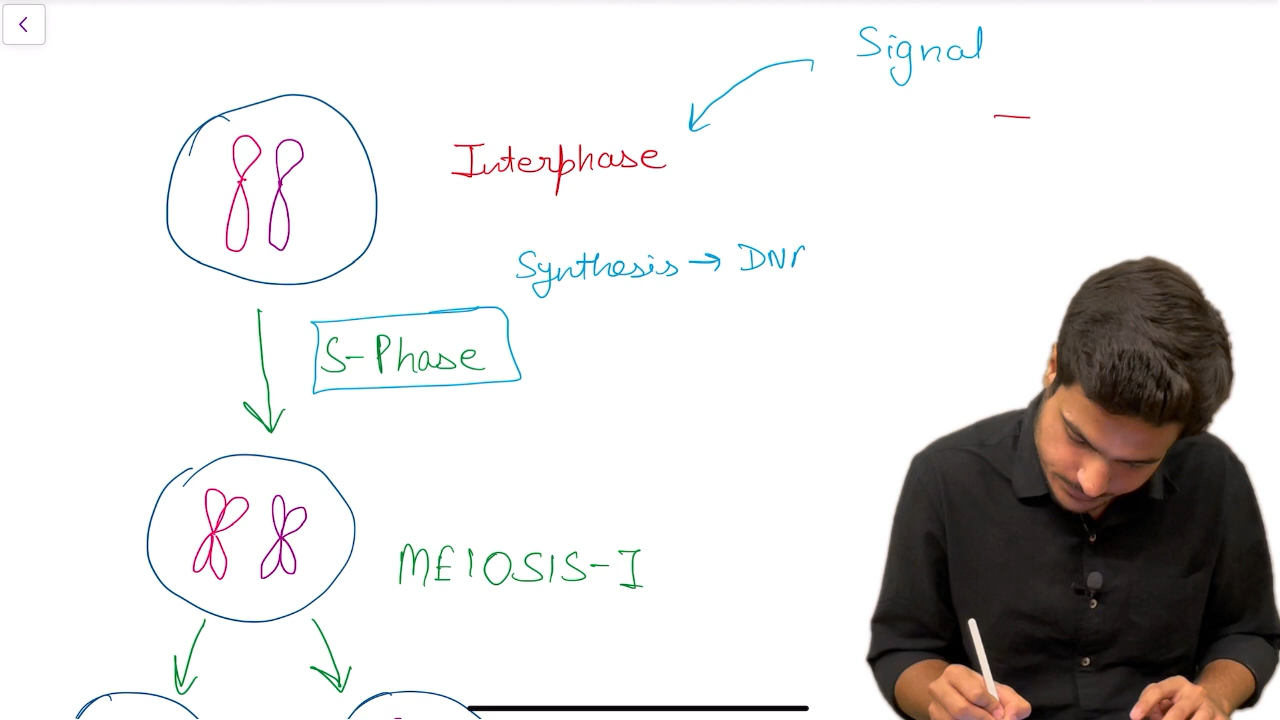 Signal
Interphase
Synthesis → DNA
S-Phase
MEIOSIS-I